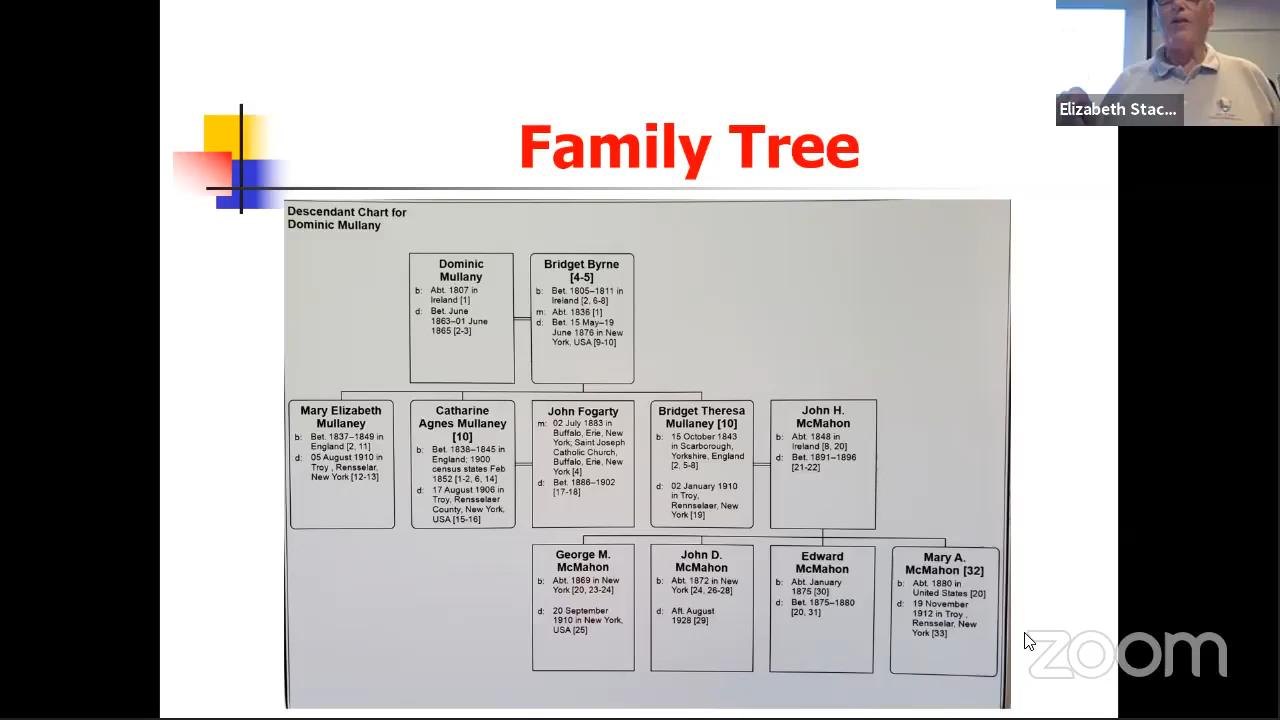 Elizabeth Stac...
Family Tree
Descendant Chart for
Dominic Mullany
Dominic
Mullany
b: Abt. 1807 in
Ireland [1]
d: Bet. June
1863–01 June
1865 [2-3]
Bridget Byrne
[4-5]
b: Bet. 1805–1811 in
Ireland [2, 6-8]
m: Abt. 1836 [1]
d: Bet. 15 May–19
June 1876 in New
York, USA [9-10]
Mary Elizabeth
Mullaney
b: Bet. 1837–1849 in
England [2, 11]
d: 05 August 1910 in
Troy , Rensselar,
New York [12-13]
Catharine
Agnes Mullaney
[10]
b: Bet. 1838–1845 in
England; 1900
census states Feb
1852 [1-2, 6, 14]
d: 17 August 1906 in
Troy, Rensselaer
County, New York,
USA [15-16]
John Fogarty
m: 02 July 1883 in
Buffalo, Erie, New
York; Saint Joseph
Catholic Church,
Buffalo, Erie, New
York [4]
d: Bet. 1886–1902
[17-18]
Bridget Theresa
Mullaney [10]
b: 15 October 1843
in Scarborough,
Yorkshire, England
[2, 5-8]
d: 02 January 1910
in Troy,
Rennselaer, New
York [19]
John H.
McMahon
b: Abt. 1848 in
Ireland [8, 20]
d: Bet. 1891–1896
[21-22]
George M.
McMahon
b: Abt. 1869 in New
York [20, 23-24]
d: 20 September
1910 in New York,
USA [25]
John D.
McMahon
b: Abt. 1872 in New
York [24, 26-28]
d: Aft. August
1928 [29]
Edward
McMahon
b: Abt. January
1875 [30]
d: Bet. 1875–1880
[20, 31]
Mary A.
McMahon [32]
b: Abt. 1880 in
United States [20]
d: 19 November
1912 in Troy ,
Rensselar, New
York [33]
zoom